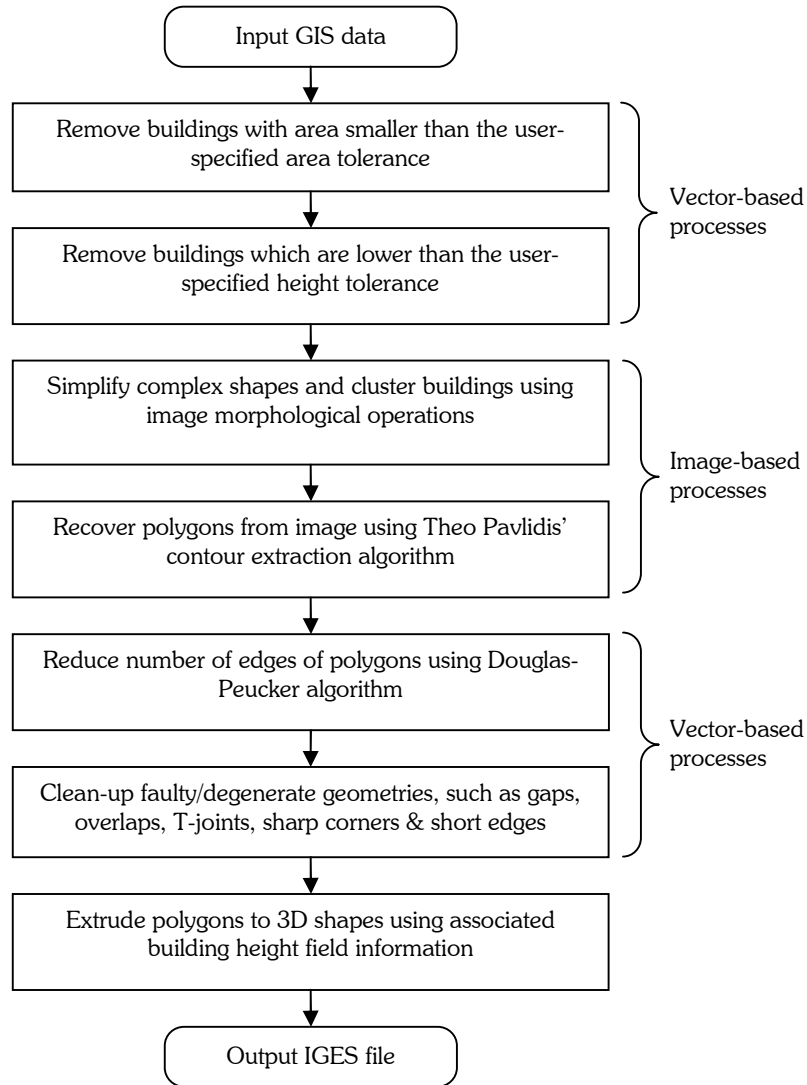 Input GIS data
Remove buildings with area smaller than the user-
specified area tolerance
Vector-based
processes
Remove buildings which are lower than the user-
specified height tolerance
Simplify complex shapes and cluster buildings using
image morphological operations
Image-based
processes
Recover polygons from image using Theo Pavlidis’
contour extraction algorithm
Reduce number of edges of polygons using Douglas-
Peucker algorithm
Vector-based
processes
Clean-up faulty/degenerate geometries, such as gaps,
overlaps, T-joints, sharp corners & short edges
Extrude polygons to 3D shapes using associated
building height field information
Output IGES file